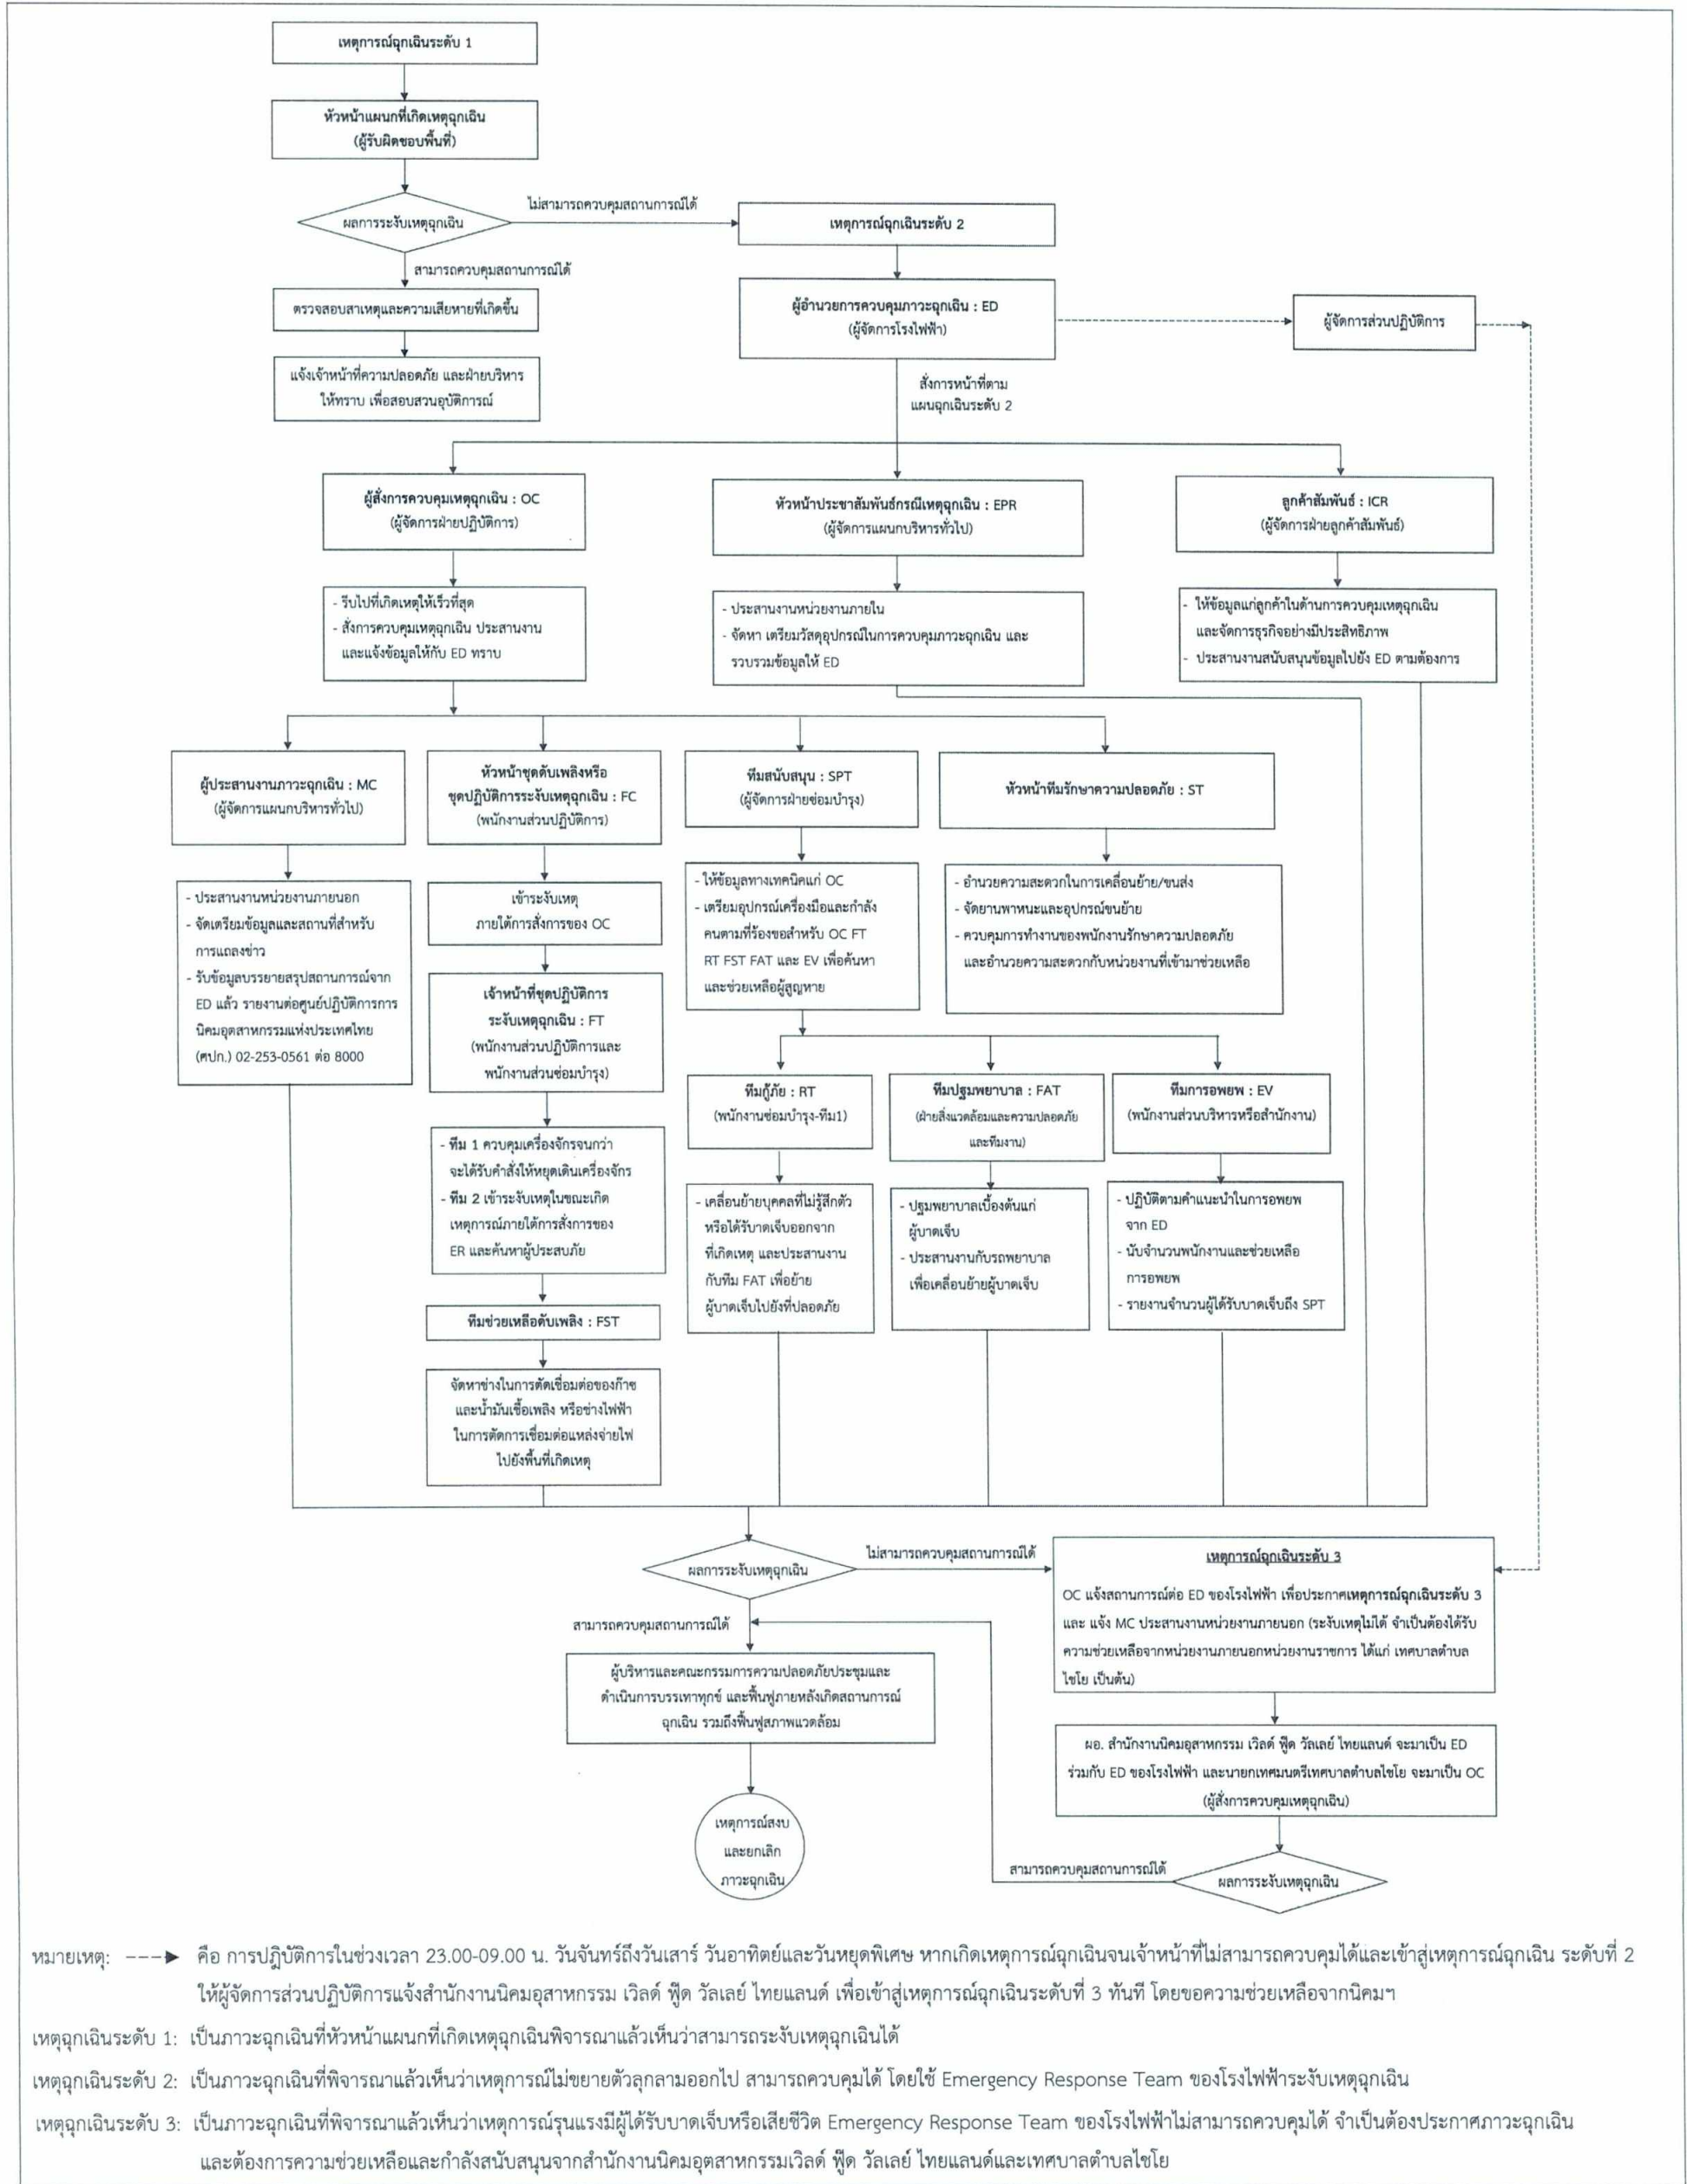 เหตุการณ์ฉุกเฉินระดับ 1
หัวหน้าแผนกที่เกิดเหตุฉุกเฉิน
(ผู้รับผิดชอบพื้นที่)
ผลการระงับเหตุฉุกเฉิน
ไม่สามารถควบคุมสถานการณ์ได้
สามารถควบคุมสถานการณ์ได้
ตรวจสอบสาเหตุและความเสียหายที่เกิดขึ้น
แจ้งเจ้าหน้าที่ความปลอดภัย และฝ่ายบริหาร
ให้ทราบ เพื่อสอบสวนอุบัติการณ์
เหตุการณ์ฉุกเฉินระดับ 2
ผู้อำนวยการควบคุมภาวะฉุกเฉิน : ED
(ผู้จัดการโรงไฟฟ้า)
ผู้จัดการส่วนปฏิบัติการ
สั่งการหน้าที่ตาม
แผนฉุกเฉินระดับ 2
ผู้สั่งการควบคุมเหตุฉุกเฉิน : OC
(ผู้จัดการฝ่ายปฏิบัติการ)
- รีบไปที่เกิดเหตุให้เร็วที่สุด
- สั่งการควบคุมเหตุฉุกเฉิน ประสานงาน
และแจ้งข้อมูลให้กับ ED ทราบ
หัวหน้าประชาสัมพันธ์กรณีเหตุฉุกเฉิน : EPR
(ผู้จัดการแผนกบริหารทั่วไป)
- ประสานงานหน่วยงานภายใน
- จัดหา เตรียมวัสดุอุปกรณ์ในการควบคุมภาวะฉุกเฉิน และ
รวบรวมข้อมูลให้ ED
ลูกค้าสัมพันธ์ : ICR
(ผู้จัดการฝ่ายลูกค้าสัมพันธ์)
- ให้ข้อมูลแก่ลูกค้าในด้านการควบคุมเหตุฉุกเฉิน
และจัดการธุรกิจอย่างมีประสิทธิภาพ
- ประสานงานสนับสนุนข้อมูลไปยัง ED ตามต้องการ
ผู้ประสานงานภาวะฉุกเฉิน : MC
(ผู้จัดการแผนกบริหารทั่วไป)
- ประสานงานหน่วยงานภายนอก
- จัดเตรียมข้อมูลและสถานที่สำหรับ
การแถลงข่าว
- รับข้อมูลบรรยายสรุปสถานการณ์จาก
ED แล้ว รายงานต่อศูนย์ปฏิบัติการการ
นิคมอุตสาหกรรมแห่งประเทศไทย
(ศปก.) 02-253-0561 ต่อ 8000
หัวหน้าชุดดับเพลิงหรือ
ชุดปฏิบัติการระงับเหตุฉุกเฉิน : FC
(พนักงานส่วนปฏิบัติการ)
เข้าระงับเหตุ
ภายใต้การสั่งการของ OC
เจ้าหน้าที่ชุดปฏิบัติการ
ระงับเหตุฉุกเฉิน : FT
(พนักงานส่วนปฏิบัติการและ
พนักงานส่วนซ่อมบำรุง)
- ทีม 1 ควบคุมเครื่องจักรจนกว่า
จะได้รับคำสั่งให้หยุดเดินเครื่องจักร
- ทีม 2 เข้าระงับเหตุในขณะเกิด
เหตุการณ์ภายใต้การสั่งการของ
ER และค้นหาผู้ประสบภัย
ทีมช่วยเหลือดับเพลิง : FST
จัดหาช่างในการตัดเชื่อมต่อของก๊าซ
และน้ำมันเชื้อเพลิง หรือช่างไฟฟ้า
ในการตัดการเชื่อมต่อแหล่งจ่ายไฟ
ไปยังพื้นที่เกิดเหตุ
ทีมสนับสนุน : SPT
(ผู้จัดการฝ่ายซ่อมบำรุง)
- ให้ข้อมูลทางเทคนิคแก่ OC
- เตรียมอุปกรณ์เครื่องมือและกำลัง
คนตามที่ร้องขอสำหรับ OC FT
RT FST FAT และ EV เพื่อค้นหา
และช่วยเหลือผู้สูญหาย
หัวหน้าทีมรักษาความปลอดภัย : ST
- อำนวยความสะดวกในการเคลื่อนย้าย/ขนส่ง
- จัดยานพาหนะและอุปกรณ์ขนย้าย
- ควบคุมการทำงานของพนักงานรักษาความปลอดภัย
และอำนวยความสะดวกกับหน่วยงานที่เข้ามาช่วยเหลือ
ทีมกู้ภัย : RT
(พนักงานซ่อมบำรุง-ทีม1)
- เคลื่อนย้ายบุคคลที่ไม่รู้สึกตัว
หรือได้รับบาดเจ็บออกจาก
ที่เกิดเหตุ และประสานงาน
กับทีม FAT เพื่อย้าย
ผู้บาดเจ็บไปยังที่ปลอดภัย
ทีมปฐมพยาบาล : FAT
(ฝ่ายสิ่งแวดล้อมและความปลอดภัย
และทีมงาน)
- ปฐมพยาบาลเบื้องต้นแก่
ผู้บาดเจ็บ
- ประสานงานกับรถพยาบาล
เพื่อเคลื่อนย้ายผู้บาดเจ็บ
ทีมการอพยพ : EV
(พนักงานส่วนบริหารหรือสำนักงาน)
- ปฏิบัติตามคำแนะนำในการอพยพ
จาก ED
- นับจำนวนพนักงานและช่วยเหลือ
การอพยพ
- รายงานจำนวนผู้ได้รับบาดเจ็บถึง SPT
ผลการระงับเหตุฉุกเฉิน
ไม่สามารถควบคุมสถานการณ์ได้
สามารถควบคุมสถานการณ์ได้
ผู้บริหารและคณะกรรมการความปลอดภัยประชุมและ
ดำเนินการบรรเทาทุกข์ และฟื้นฟูภายหลังเกิดสถานการณ์
ฉุกเฉิน รวมถึงฟื้นฟูสภาพแวดล้อม
เหตุการณ์สงบ
และยกเลิก
ภาวะฉุกเฉิน
เหตุการณ์ฉุกเฉินระดับ 3
OC แจ้งสถานการณ์ต่อ ED ของโรงไฟฟ้า เพื่อประกาศเหตุการณ์ฉุกเฉินระดับ 3
และ แจ้ง MC ประสานงานหน่วยงานภายนอก (ระงับเหตุไม่ได้ จำเป็นต้องได้รับ
ความช่วยเหลือจากหน่วยงานภายนอกหน่วยงานราชการ ได้แก่ เทศบาลตำบล
ไชโย เป็นต้น)
ผอ. สำนักงานนิคมอุสาหกรรม เวิลด์ ฟู๊ด วัลเลย์ ไทยแลนด์ จะมาเป็น ED
ร่วมกับ ED ของโรงไฟฟ้า และนายกเทศมนตรีเทศบาลตำบลไชโย จะมาเป็น OC
(ผู้สั่งการควบคุมเหตุฉุกเฉิน)
ผลการระงับเหตุฉุกเฉิน
สามารถควบคุมสถานการณ์ได้
หมายเหตุ: คือ การปฏิบัติการในช่วงเวลา 23.00-09.00 น. วันจันทร์ถึงวันเสาร์ วันอาทิตย์และวันหยุดพิเศษ หากเกิดเหตุการณ์ฉุกเฉินจนเจ้าหน้าที่ไม่สามารถควบคุมได้และเข้าสู่เหตุการณ์ฉุกเฉิน ระดับที่ 2
ให้ผู้จัดการส่วนปฏิบัติการแจ้งสำนักงานนิคมอุสาหกรรม เวิลด์ ฟู๊ด วัลเลย์ ไทยแลนด์ เพื่อเข้าสู่เหตุการณ์ฉุกเฉินระดับที่ 3 ทันที โดยขอความช่วยเหลือจากนิคมฯ
เหตุฉุกเฉินระดับ 1: เป็นภาวะฉุกเฉินที่หัวหน้าแผนกที่เกิดเหตุฉุกเฉินพิจารณาแล้วเห็นว่าสามารถระงับเหตุฉุกเฉินได้
เหตุฉุกเฉินระดับ 2: เป็นภาวะฉุกเฉินที่พิจารณาแล้วเห็นว่าเหตุการณ์ไม่ขยายตัวลุกลามออกไป สามารถควบคุมได้ โดยใช้ Emergency Response Team ของโรงไฟฟ้าระงับเหตุฉุกเฉิน
เหตุฉุกเฉินระดับ 3: เป็นภาวะฉุกเฉินที่พิจารณาแล้วเห็นว่าเหตุการณ์รุนแรงมีผู้ได้รับบาดเจ็บหรือเสียชีวิต Emergency Response Team ของโรงไฟฟ้าไม่สามารถควบคุมได้ จำเป็นต้องประกาศภาวะฉุกเฉิน
และต้องการความช่วยเหลือและกำลังสนับสนุนจากสำนักงานนิคมอุตสาหกรรมเวิลด์ ฟู๊ด วัลเลย์ ไทยแลนด์และเทศบาลตำบลไชโย